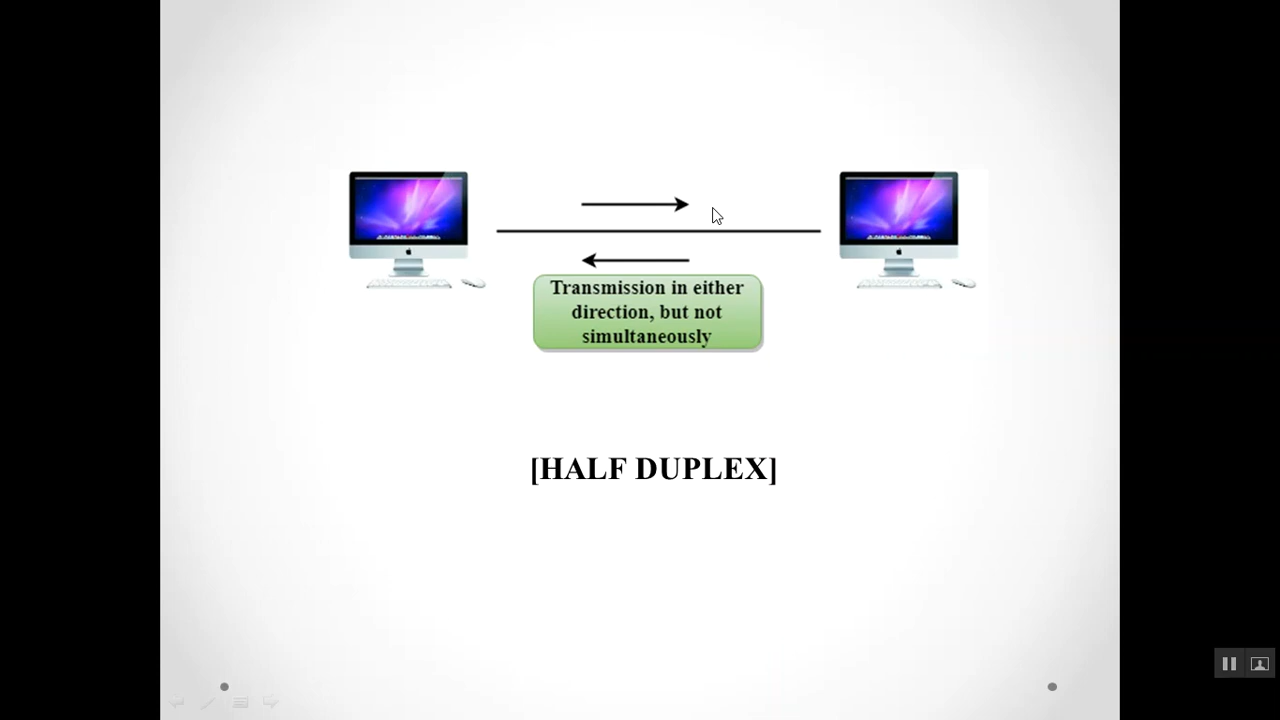 Transmission in either
direction, but not
simultaneously
[HALF DUPLEX]